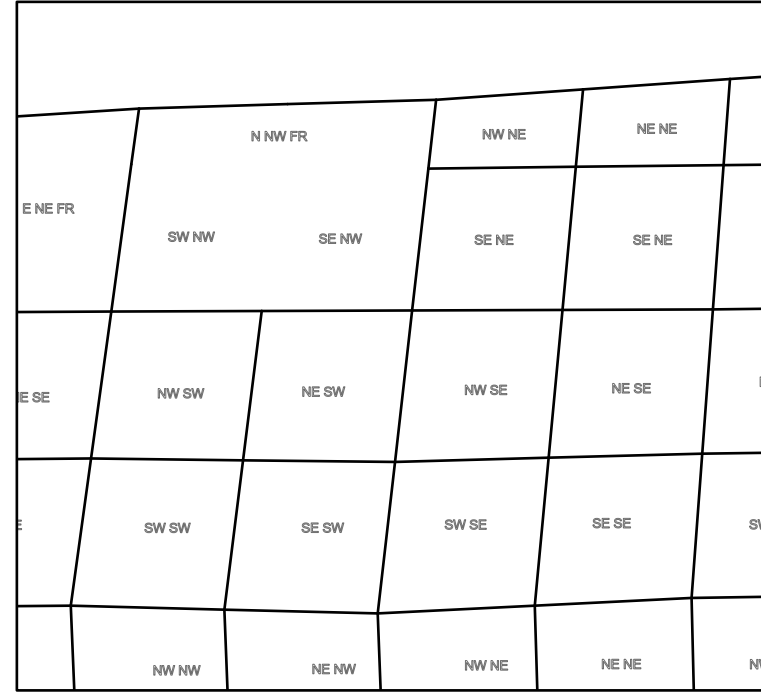 N NW FR
NW NE
NE NE
E NE FR
SW NW
SE NW
SE NE
SE NE
E SE
NW SW
NE SW
NW SE
NE SE
SW SW
SE SW
SW SE
SE SE
NW NW
NE NW
NW NE
NE NE